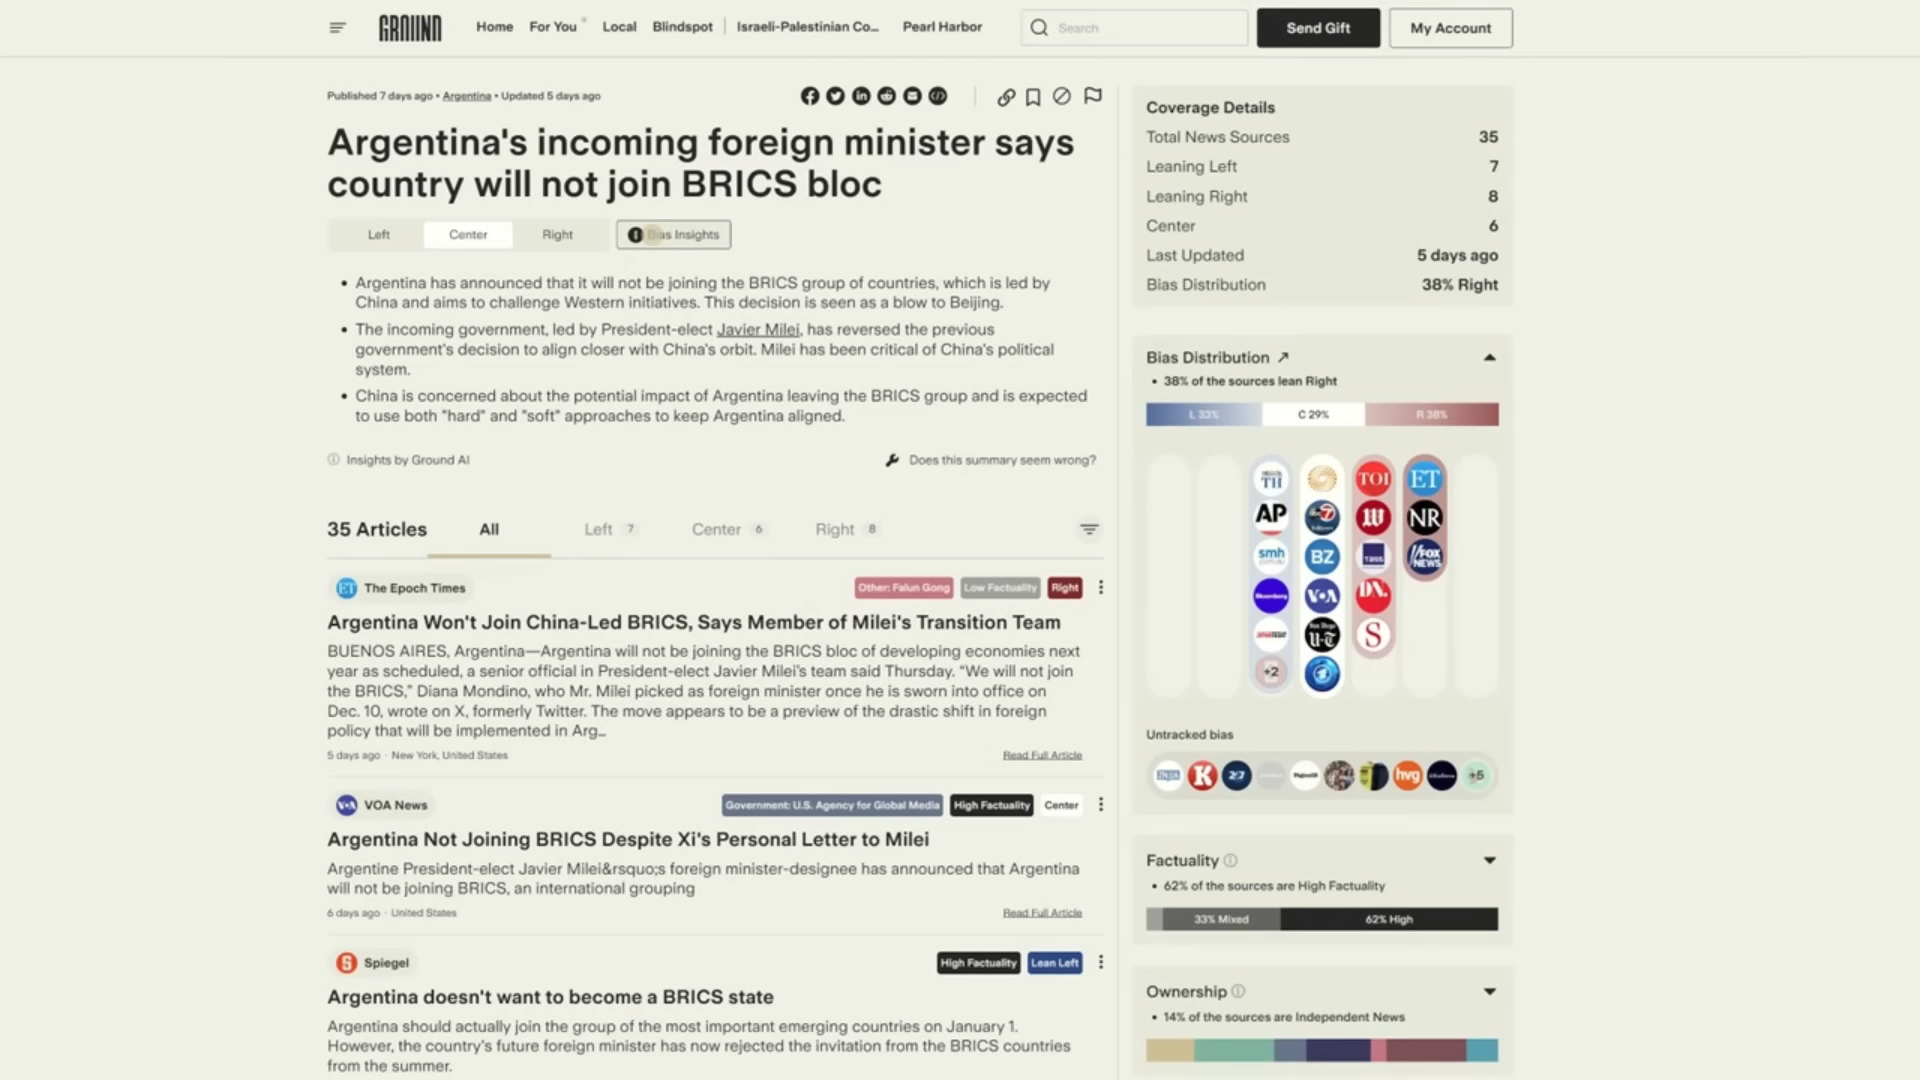 GROUND
Home For You Local Blindspot Israeli-Palestinian Co... Pearl Harbor Search Send Gift My Account
Published 7 days ago • Argentina • Updated 5 days ago
Argentina's incoming foreign minister says
country will not join BRICS bloc
Left Center Right Bias Insights
Argentina has announced that it will not be joining the BRICS group of countries, which is led by
China and aims to challenge Western initiatives. This decision is seen as a blow to Beijing.
The incoming government, led by President-elect Javier Milei, has reversed the previous
government's decision to align closer with China's orbit. Milei has been critical of China's political
system.
China is concerned about the potential impact of Argentina leaving the BRICS group and is expected
to use both "hard" and "soft" approaches to keep Argentina aligned.
Insights by Ground AI Does this summary seem wrong?
35 Articles All Left 7 Center 6 Right 8
ET The Epoch Times Other: Falun Gong Low Factuality Right
Argentina Won't Join China-Led BRICS, Says Member of Milei's Transition Team
BUENOS AIRES, Argentina—Argentina will not be joining the BRICS bloc of developing economies next
year as scheduled, a senior official in President-elect Javier Milei's team said Thursday. “We will not join
the BRICS,” Diana Mondino, who Mr. Milei picked as foreign minister once he is sworn into office on
Dec. 10, wrote on X, formerly Twitter. The move appears to be a preview of the drastic shift in foreign
policy that will be implemented in Arg...
5 days ago · New York, United States Read Full Article
VOA VOA News Government: U.S. Agency for Global Media High Factuality Center
Argentina Not Joining BRICS Despite Xi's Personal Letter to Milei
Argentine President-elect Javier Milei&rsquo;s foreign minister-designee has announced that Argentina
will not be joining BRICS, an international grouping
6 days ago · United States Read Full Article
S Spiegel High Factuality Lean Left
Argentina doesn't want to become a BRICS state
Argentina should actually join the group of the most important emerging countries on January 1.
However, the country's future foreign minister has now rejected the invitation from the BRICS countries
from the summer.
Coverage Details
Total News Sources 35
Leaning Left 7
Leaning Right 8
Center 6
Last Updated 5 days ago
Bias Distribution 38% Right
Bias Distribution
38% of the sources lean Right
L 33% C 29% R 38%
TH TOI ET
AP 7 W NR
smh BZ TASS FOX NEWS
Bloomberg VOA DN.
U-T S
+2
Untracked bias
K 247 hvg +5
Factuality
62% of the sources are High Factuality
33% Mixed 62% High
Ownership
14% of the sources are Independent News